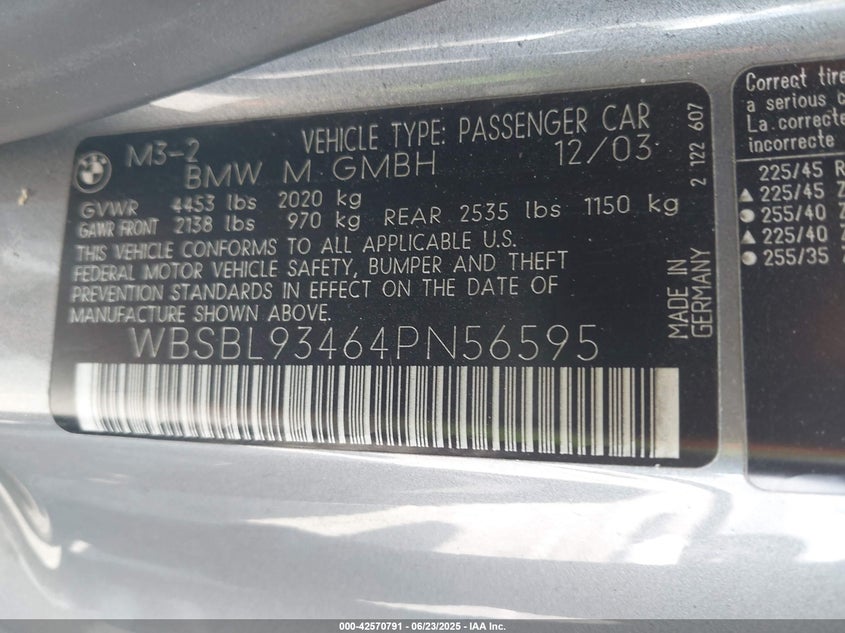 M3-2 VEHICLE TYPE: PASSENGER CAR
BMW M GMBH 12/03
GVWR 4453 lbs 2020 kg
GAWR FRONT 2138 lbs 970 kg REAR 2535 lbs 1150 kg
THIS VEHICLE CONFORMS TO ALL APPLICABLE U.S.
FEDERAL MOTOR VEHICLE SAFETY, BUMPER AND THEFT
PREVENTION STANDARDS IN EFFECT ON THE DATE OF
MANUFACTURE SHOWN ABOVE.
WBSBL93464PN56595
2 122 607
MADE IN
GERMANY
Correct tire
a serious c
La correcte
incorrecte
225/45 R
▲ 225/45 Z
● 255/40 Z
▲ 225/40 Z
● 255/35 Z
000-42570791 - 06/23/2025 - IAA Inc.